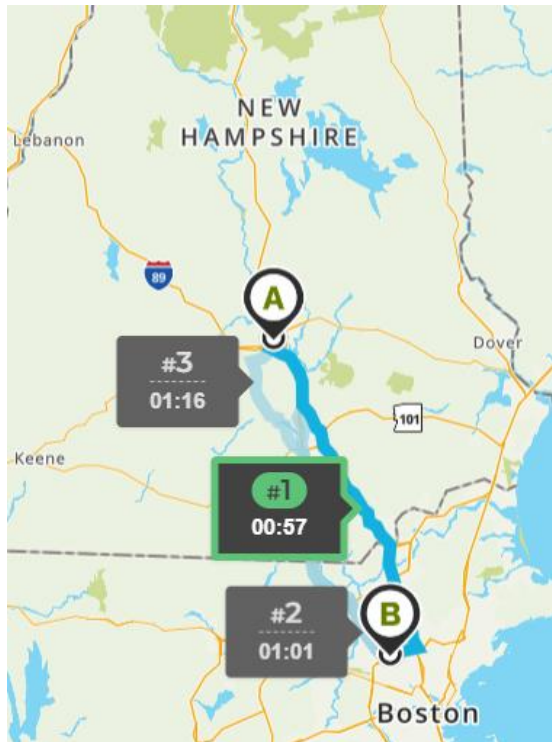 NEW
HAMPSHIRE
Lebanon
89
A
Dover
#3
01:16
101
Keene
#1
00:57
#2
01:01
B
Boston